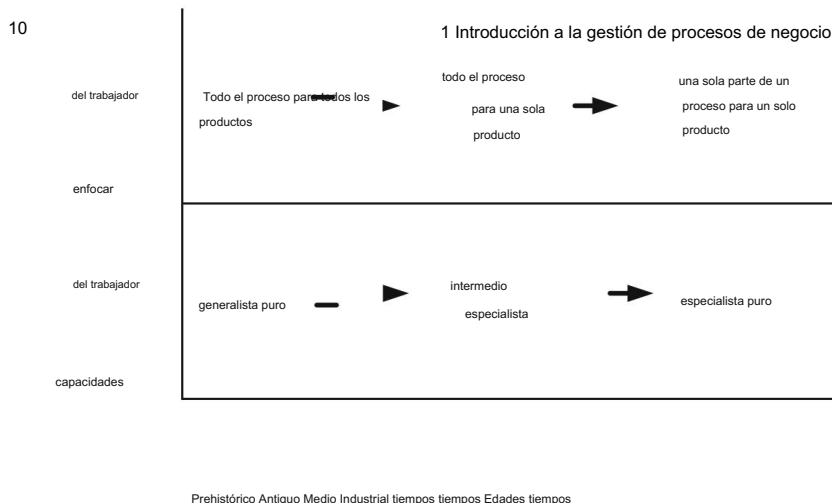 10
1 Introducción a la gestión de procesos de negocio
del trabajador
enfocar
Todo el proceso para todos los
productos
todo el proceso
para una sola
producto
una sola parte de un
proceso para un solo
producto
del trabajador
capacidades
generalista puro
intermedio
especialista
especialista puro
Prehistórico Antiguo Medio Industrial tiempos tiempos Edades tiempos